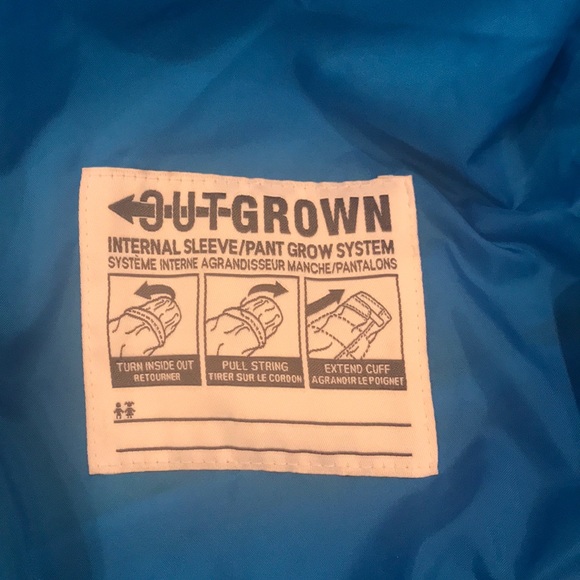 OUTGROWN
INTERNAL SLEEVE/PANT GROW SYSTEM
SYSTÈME INTERNE AGRANDISSEUR MANCHE/PANTALONS
TURN INSIDE OUT
RETOURNER
PULL STRING
TIRER SUR LE CORDON
EXTEND CUFF
AGRANDIR LE POIGNET